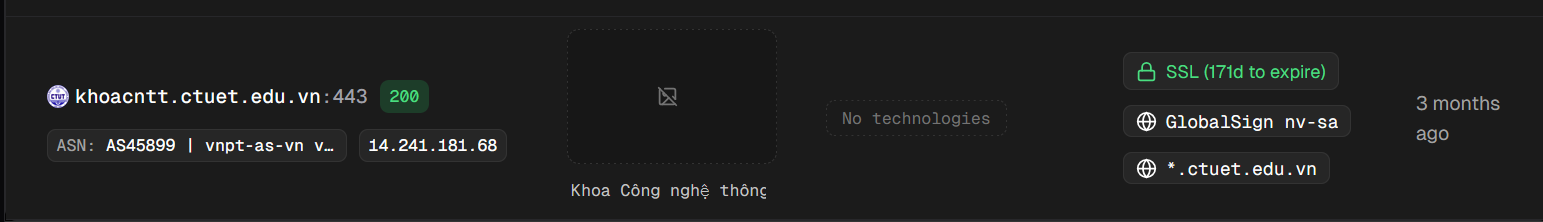 khoacntt.ctuet.edu.vn:443 200
ASN: AS45899 | vnpt-as-vn v… 14.241.181.68
Khoa Công nghệ thông
No technologies
SSL (171d to expire)
GlobalSign nv-sa
*.ctuet.edu.vn
3 months
ago